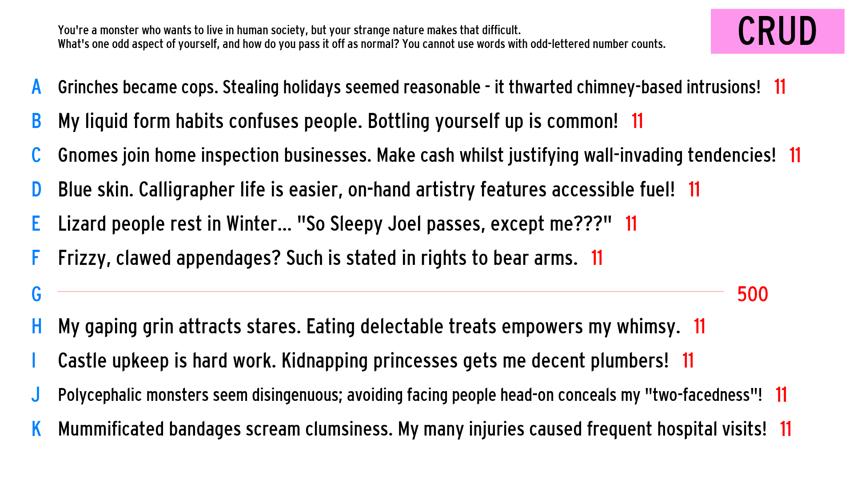 You're a monster who wants to live in human society, but your strange nature makes that difficult.
What's one odd aspect of yourself, and how do you pass it off as normal? You cannot use words with odd-lettered number counts.
CRUD
A Grinches became cops. Stealing holidays seemed reasonable - it thwarted chimney-based intrusions! 11
B My liquid form habits confuses people. Bottling yourself up is common! 11
C Gnomes join home inspection businesses. Make cash whilst justifying wall-invading tendencies! 11
D Blue skin. Calligrapher life is easier, on-hand artistry features accessible fuel! 11
E Lizard people rest in Winter... "So Sleepy Joel passes, except me???" 11
F Frizzy, clawed appendages? Such is stated in rights to bear arms. 11
G 500
H My gaping grin attracts stares. Eating delectable treats empowers my whimsy. 11
I Castle upkeep is hard work. Kidnapping princesses gets me decent plumbers! 11
J Polycephalic monsters seem disingenuous; avoiding facing people head-on conceals my "two-facedness"! 11
K Mummificated bandages scream clumsiness. My many injuries caused frequent hospital visits! 11